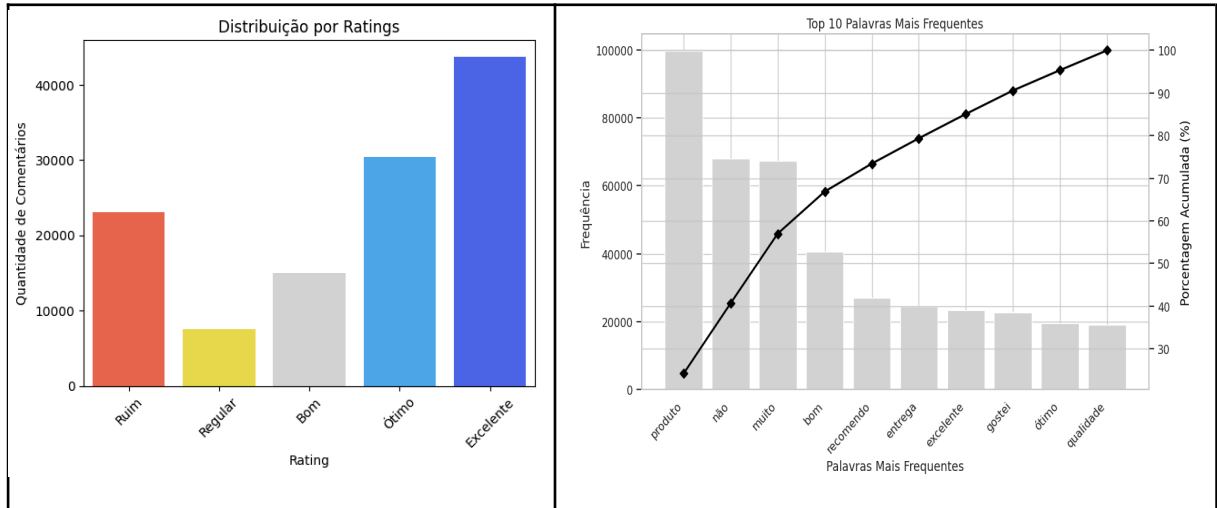 Distribuição por Ratings
Quantidade de Comentários
40000
30000
20000
10000
0
Ruim
Regular
Bom
Ótimo
Excelente
Rating
Top 10 Palavras Mais Frequentes
Frequência
100000
80000
60000
40000
20000
0
produto
não
muito
bom
recomendo
entrega
excelente
gostei
ótimo
qualidade
Palavras Mais Frequentes
100
90
80
70
60
50
40
30
Porcentagem Acumulada (%)